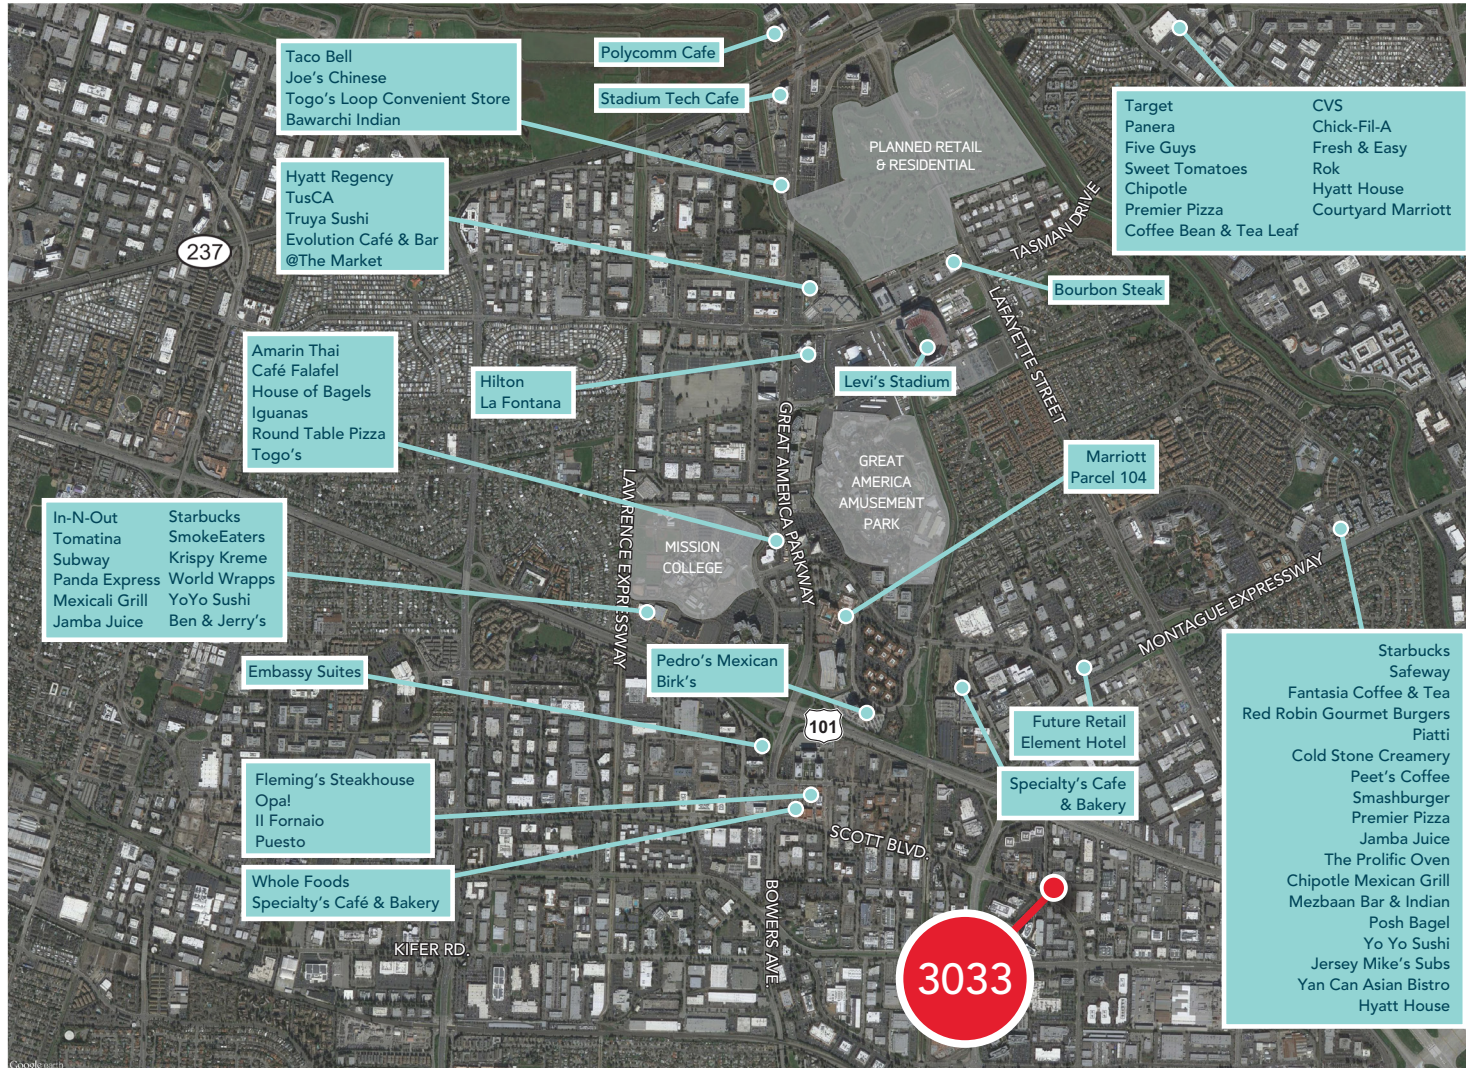 Taco Bell
Joe's Chinese
Togo's Loop Convenient Store
Bawarchi Indian
Polycomm Cafe
Stadium Tech Cafe
PLANNED RETAIL
& RESIDENTIAL
Target
Panera
Five Guys
Sweet Tomatoes
Chipotle
Premier Pizza
Coffee Bean & Tea Leaf
CVS
Chick-Fil-A
Fresh & Easy
Rok
Hyatt House
Courtyard Marriott
Hyatt Regency
TusCA
Truya Sushi
Evolution Café & Bar
@The Market
237
TASMAN DRIVE
Bourbon Steak
LAFAYETTE STREET
Amarin Thai
Café Falafel
House of Bagels
Iguanas
Round Table Pizza
Togo's
Hilton
La Fontana
Levi's Stadium
GREAT AMERICA PARKWAY
GREAT
AMERICA
AMUSEMENT
PARK
Marriott
Parcel 104
LAWRENCE EXPRESSWAY
MISSION
COLLEGE
In-N-Out
Tomatina
Subway
Panda Express
Mexicali Grill
Jamba Juice
Starbucks
SmokeEaters
Krispy Kreme
World Wrapps
YoYo Sushi
Ben & Jerry's
MONTAGUE EXPRESSWAY
Embassy Suites
Pedro's Mexican
Birk's
101
Future Retail
Element Hotel
Specialty's Cafe
& Bakery
Starbucks
Safeway
Fantasia Coffee & Tea
Red Robin Gourmet Burgers
Piatti
Cold Stone Creamery
Peet's Coffee
Smashburger
Premier Pizza
Jamba Juice
The Prolific Oven
Chipotle Mexican Grill
Mezbaan Bar & Indian
Posh Bagel
Yo Yo Sushi
Jersey Mike's Subs
Yan Can Asian Bistro
Hyatt House
Fleming's Steakhouse
Opa!
Il Fornaio
Puesto
SCOTT BLVD.
Whole Foods
Specialty's Café & Bakery
BOWERS AVE.
KIFER RD.
3033
Google earth